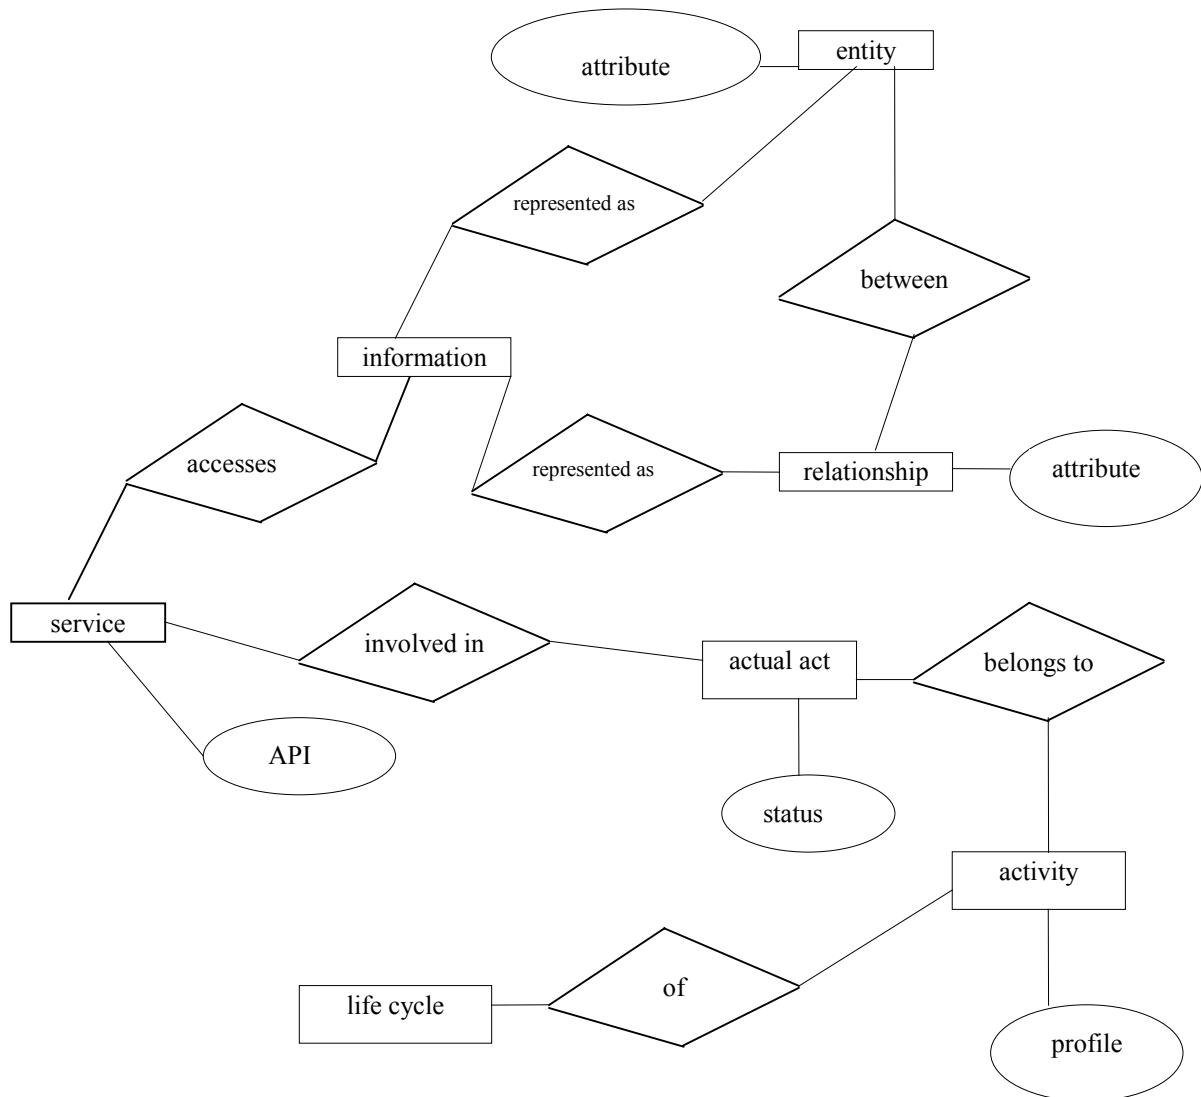 entity
attribute
represented as
between
information
accesses
represented as
relationship
attribute
service
involved in
actual act
belongs to
API
status
activity
of
life cycle
profile